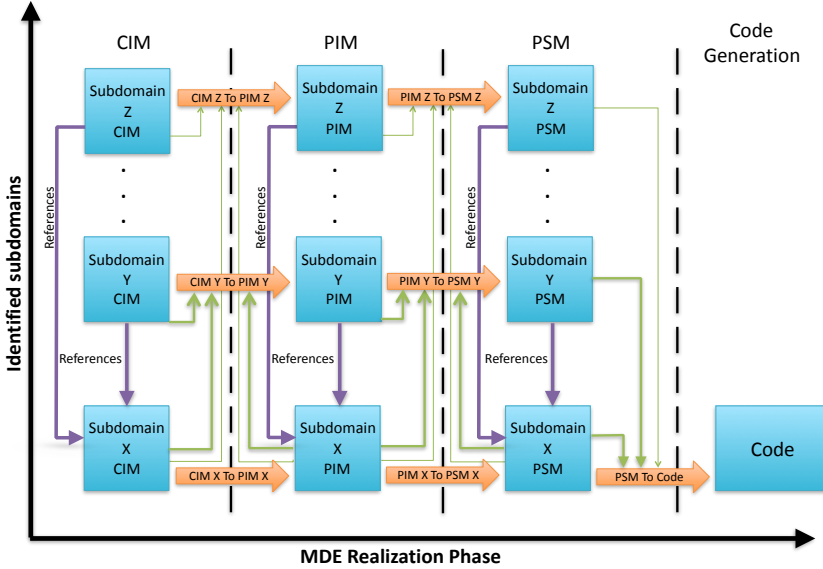 CIM
PIM
PSM
Code
Generation
Subdomain
Z
CIM
CIM Z To PIM Z
Subdomain
Z
PIM
PIM Z To PSM Z
Subdomain
Z
PSM
References
References
References
Subdomain
Y
CIM
CIM Y To PIM Y
Subdomain
Y
PIM
PIM Y To PSM Y
Subdomain
Y
PSM
References
References
References
Subdomain
X
CIM
CIM X To PIM X
Subdomain
X
PIM
PIM X To PSM X
Subdomain
X
PSM
PSM To Code
Code
Identified subdomains
MDE Realization Phase